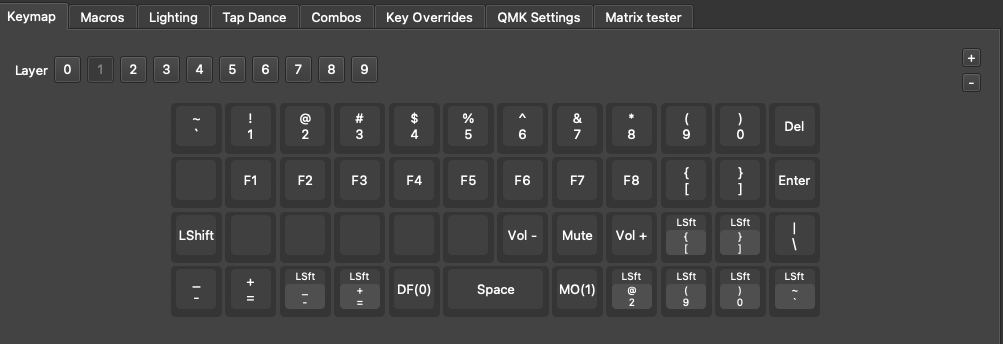 Keymap Macros Lighting Tap Dance Combos Key Overrides QMK Settings Matrix tester
Layer 0 1 2 3 4 5 6 7 8 9
+
-
~ ! @ # $ % ^ & * ( )
` 1 2 3 4 5 6 7 8 9 0 Del
F1 F2 F3 F4 F5 F6 F7 F8 { } Enter
[ ]
LShift Vol - Mute Vol + LSft LSft |
{ } \
[ ]
_ + LSft LSft DF(0) Space MO(1) LSft LSft LSft LSft
- = _ + @ ( ) ~
- = 2 9 0 `